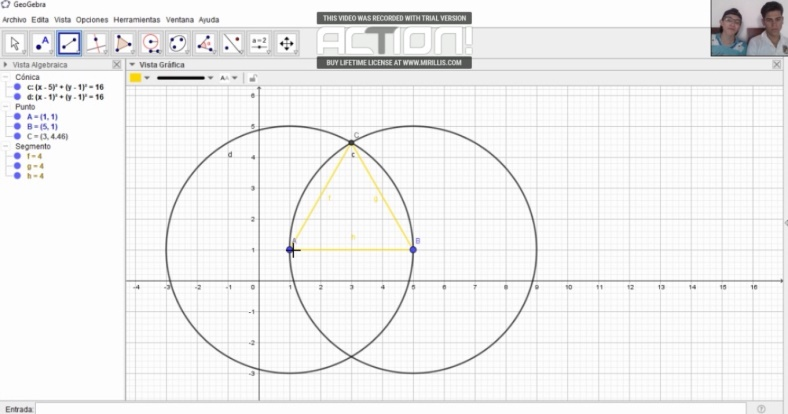 GeoGebra
Archivo Edita Vista Opciones Herramientas Ventana Ayuda
THIS VIDEO WAS RECORDED WITH TRIAL VERSION
ACTION!
BUY LIFETIME LICENSE AT WWW.MIRILLIS.COM
A
a = 2
Vista Algebraica
Vista Gráfica
AA
Cónica
c: (x - 5)² + (y - 1)² = 16
d: (x - 1)² + (y - 1)² = 16
Punto
A = (1, 1)
B = (5, 1)
C = (3, 4.46)
Segmento
f = 4
g = 4
h = 4
6
5
C
d
4
c
3
f
g
2
h
A
B
1
-4 -3 -2 -1 0 1 2 3 4 5 6 7 8 9 10 11 12 13 14 15 16
-1
-2
-3
Entrada: